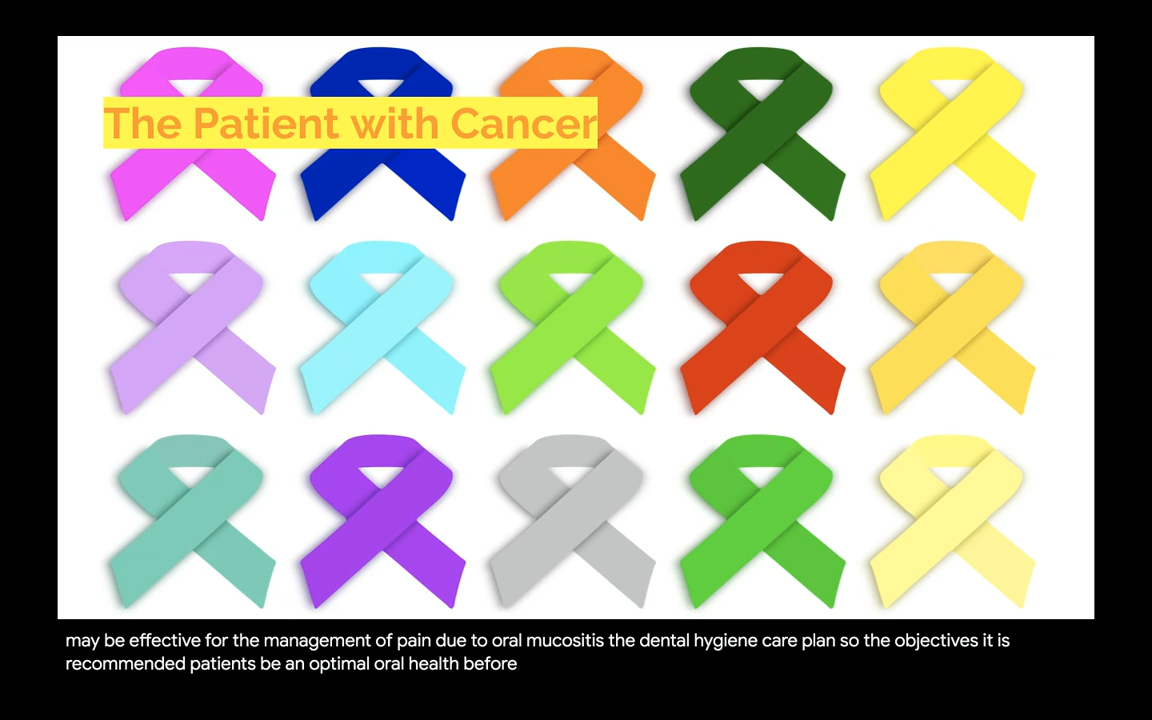 The Patient with Cancer
may be effective for the management of pain due to oral mucositis the dental hygiene care plan so the objectives it is
recommended patients be an optimal oral health before